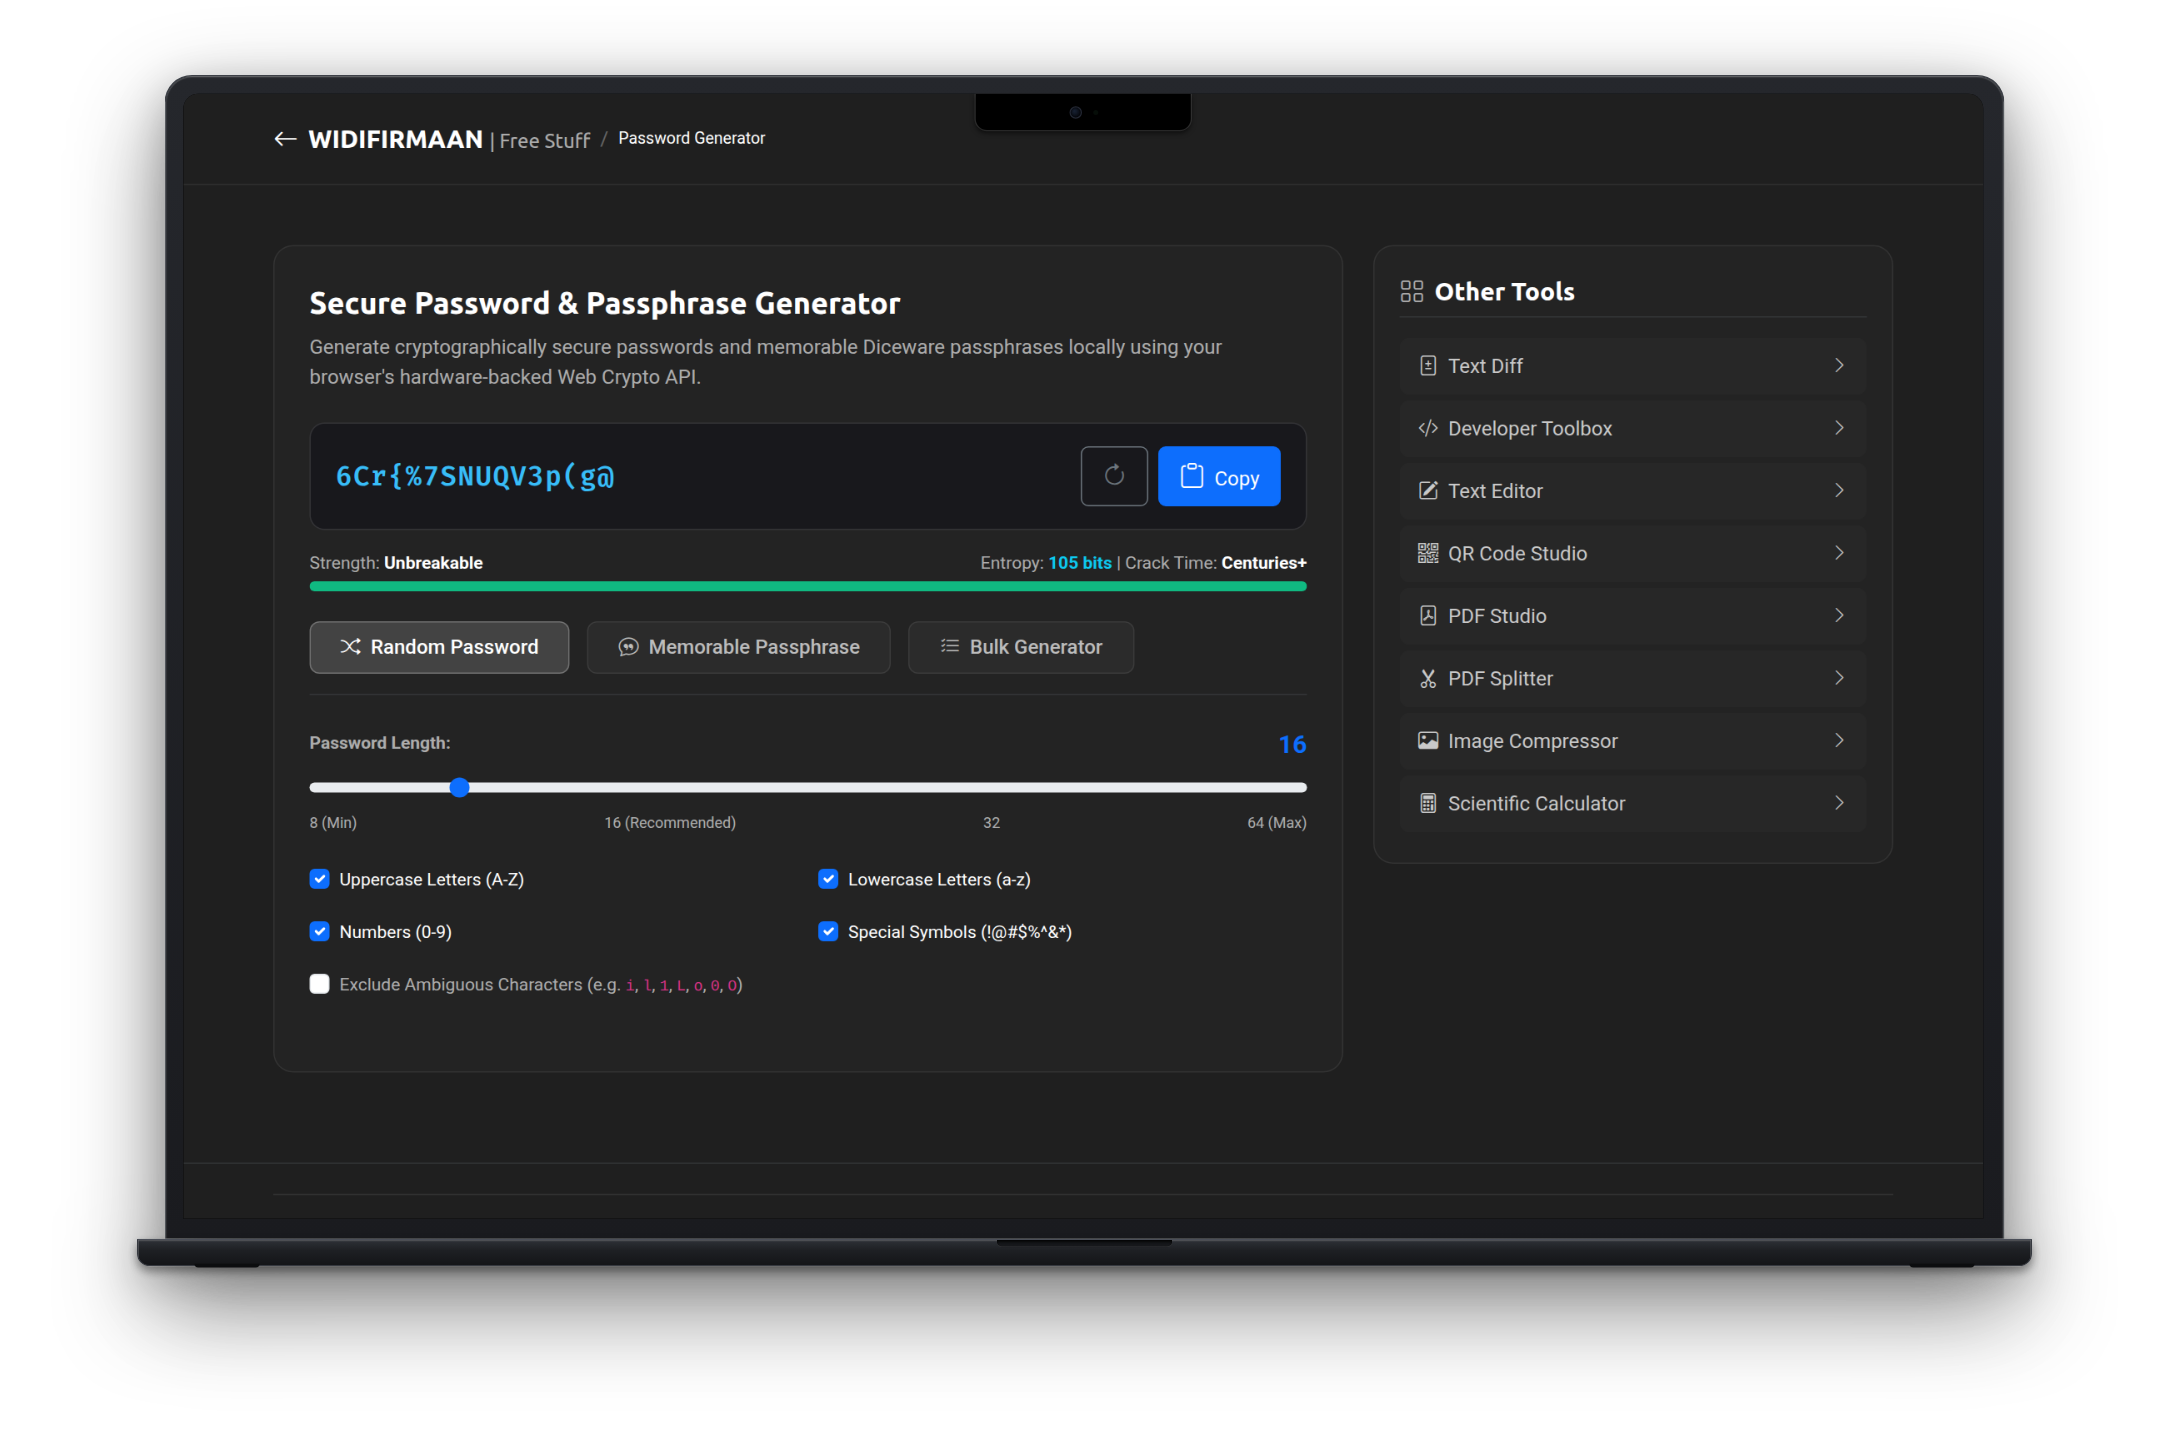 WIDIFIRMAAN | Free Stuff / Password Generator
Secure Password & Passphrase Generator
Generate cryptographically secure passwords and memorable Diceware passphrases locally using your
browser's hardware-backed Web Crypto API.
6Cr{%7SNUQV3p(g@
Copy
Strength: Unbreakable
Entropy: 105 bits | Crack Time: Centuries+
Random Password
Memorable Passphrase
Bulk Generator
Password Length:
16
8 (Min)
16 (Recommended)
32
64 (Max)
Uppercase Letters (A-Z)
Lowercase Letters (a-z)
Numbers (0-9)
Special Symbols (!@#$%^&*)
Exclude Ambiguous Characters (e.g. i, l, 1, L, o, 0, O)
Other Tools
Text Diff
Developer Toolbox
Text Editor
QR Code Studio
PDF Studio
PDF Splitter
Image Compressor
Scientific Calculator